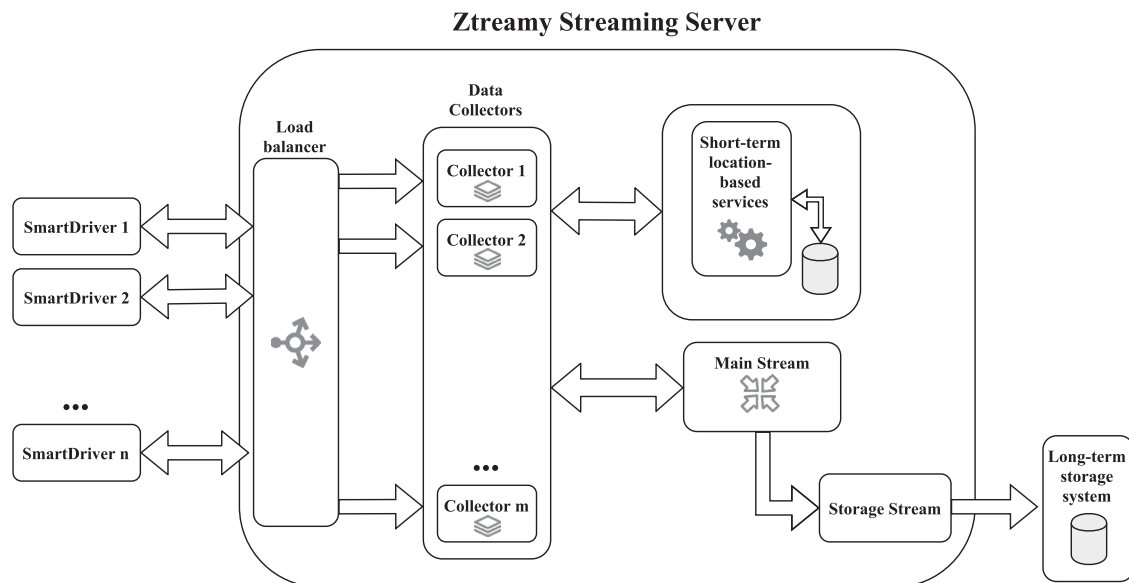 Ztreamy Streaming Server
Data
Collectors
Load
balancer
SmartDriver 1
SmartDriver 2
...
SmartDriver n
Collector 1
Collector 2
...
Collector m
Short-term
location-
based
services
Main Stream
Storage Stream
Long-term
storage
system